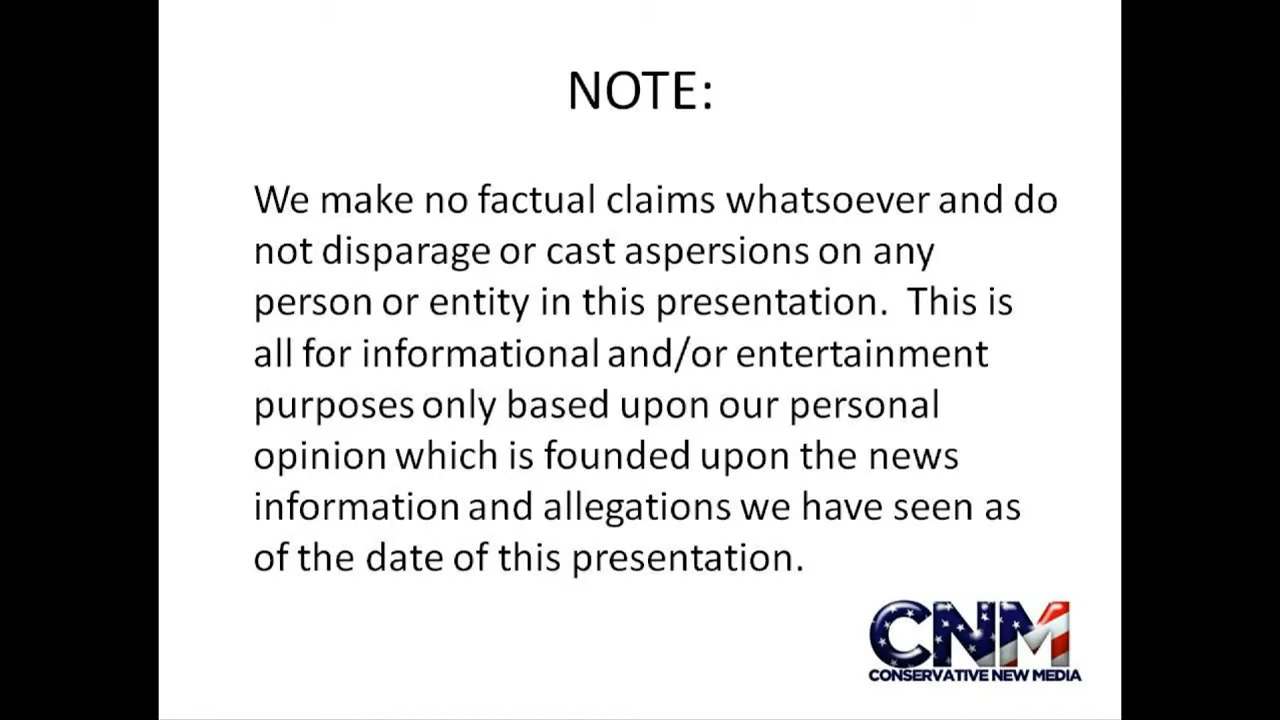 NOTE:
We make no factual claims whatsoever and do
not disparage or cast aspersions on any
person or entity in this presentation.  This is
all for informational and/or entertainment
purposes only based upon our personal
opinion which is founded upon the news
information and allegations we have seen as
of the date of this presentation.
CNM
CONSERVATIVE NEW MEDIA